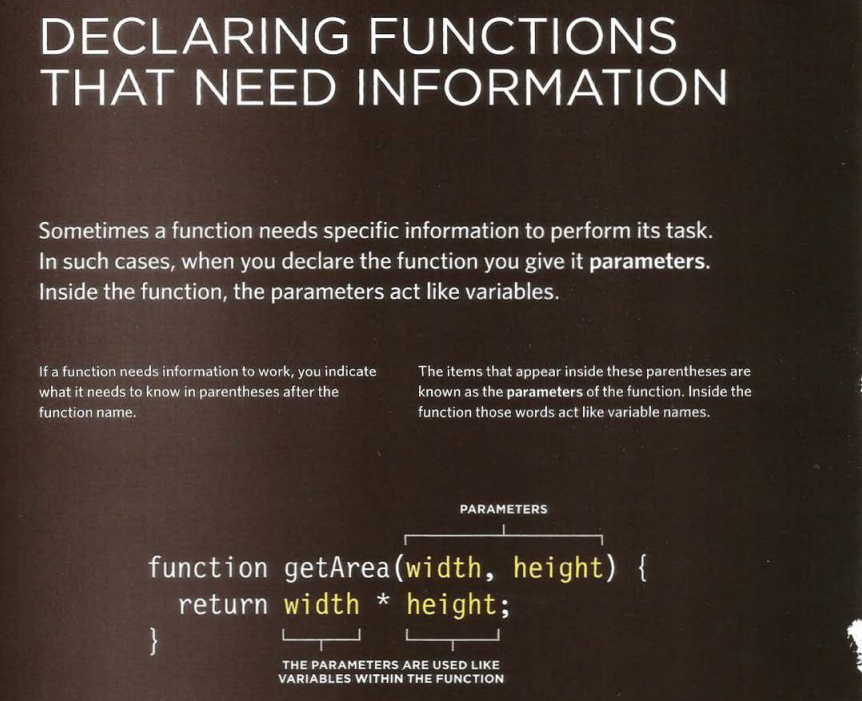 DECLARING FUNCTIONS
THAT NEED INFORMATION
Sometimes a function needs specific information to perform its task.
In such cases, when you declare the function you give it parameters.
Inside the function, the parameters act like variables.
If a function needs information to work, you indicate
what it needs to know in parentheses after the
function name.
The items that appear inside these parentheses are
known as the parameters of the function. Inside the
function those words act like variable names.
PARAMETERS
function getArea(width, height) {
return width * height;
}
THE PARAMETERS ARE USED LIKE
VARIABLES WITHIN THE FUNCTION